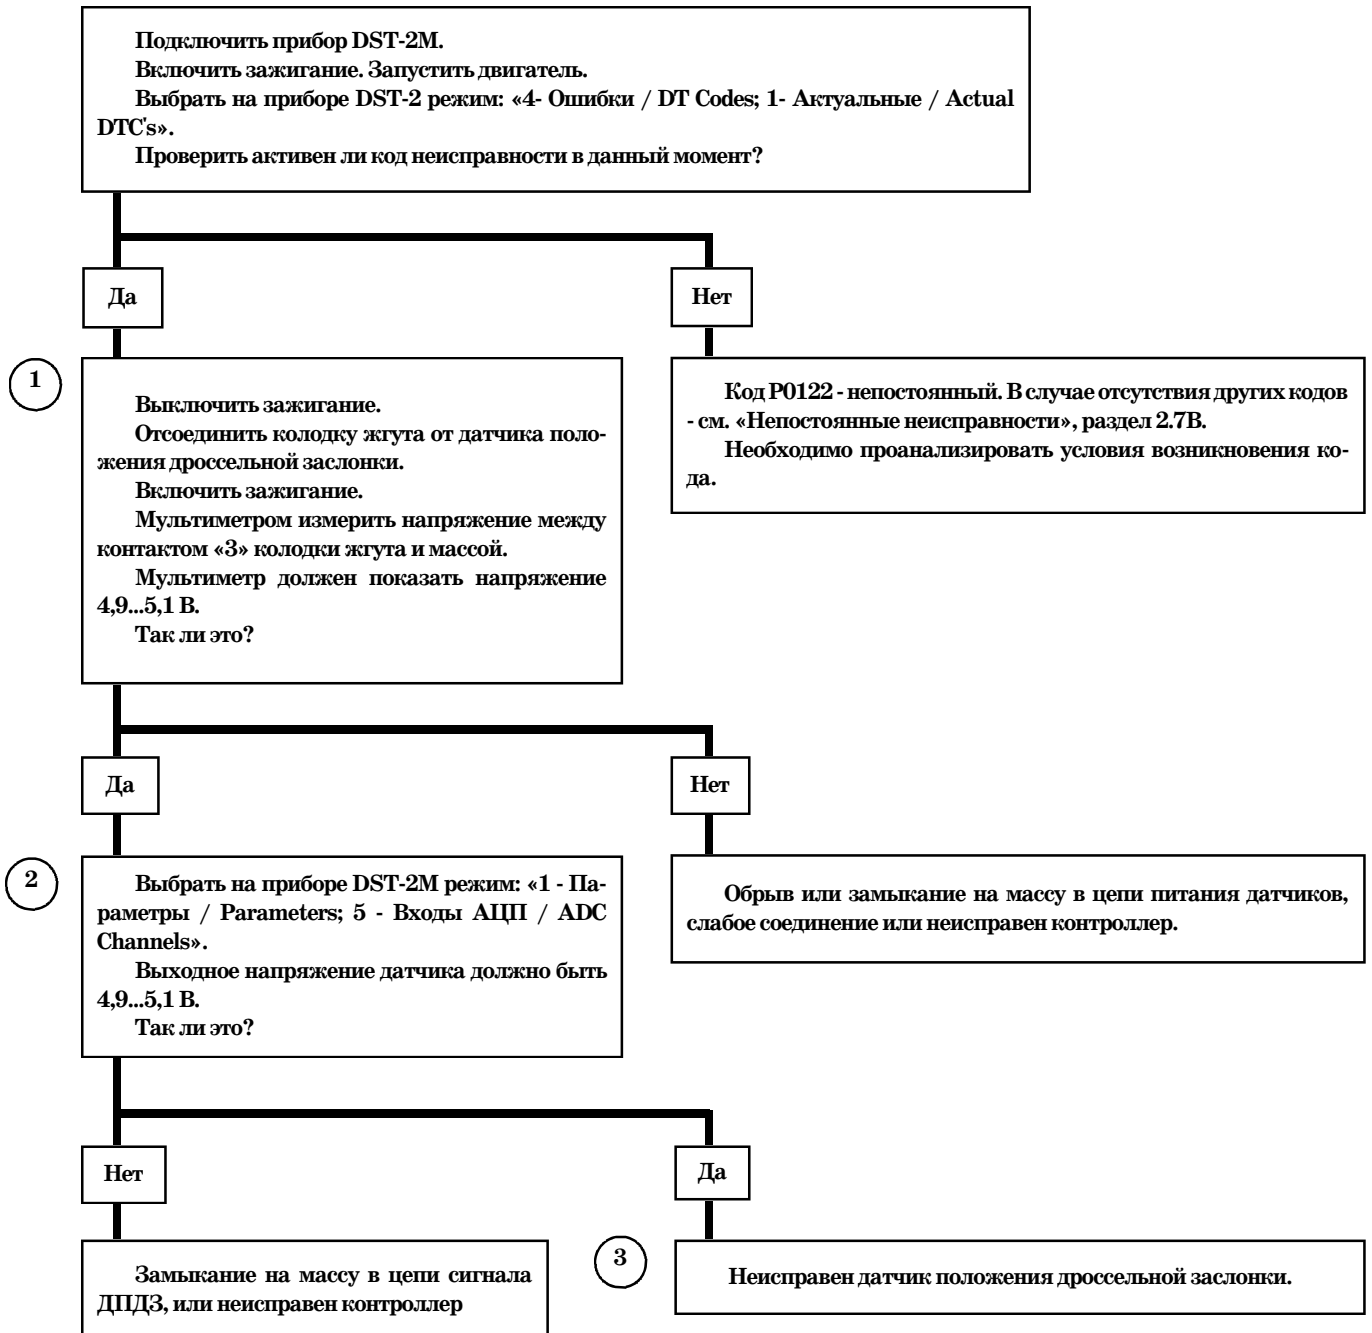 Подключить прибор DST-2M.
Включить зажигание. Запустить двигатель.
Выбрать на приборе DST-2 режим: «4- Ошибки / DT Codes; 1- Актуальные / Actual
DTC's».
Проверить активен ли код неисправности в данный момент?
Да
Нет
1
Выключить зажигание.
Отсоединить колодку жгута от датчика поло-
жения дроссельной заслонки.
Включить зажигание.
Мультиметром измерить напряжение между
контактом «3» колодки жгута и массой.
Мультиметр должен показать напряжение
4,9...5,1 В.
Так ли это?
Код P0122 - непостоянный. В случае отсутствия других кодов
- см. «Непостоянные неисправности», раздел 2.7В.
Необходимо проанализировать условия возникновения ко-
да.
Да
Нет
2
Выбрать на приборе DST-2M режим: «1 - Па-
раметры / Parameters; 5 - Входы АЦП / ADC
Channels».
Выходное напряжение датчика должно быть
4,9...5,1 В.
Так ли это?
Обрыв или замыкание на массу в цепи питания датчиков,
слабое соединение или неисправен контроллер.
Нет
Да
Замыкание на массу в цепи сигнала
ДПДЗ, или неисправен контроллер
3
Неисправен датчик положения дроссельной заслонки.